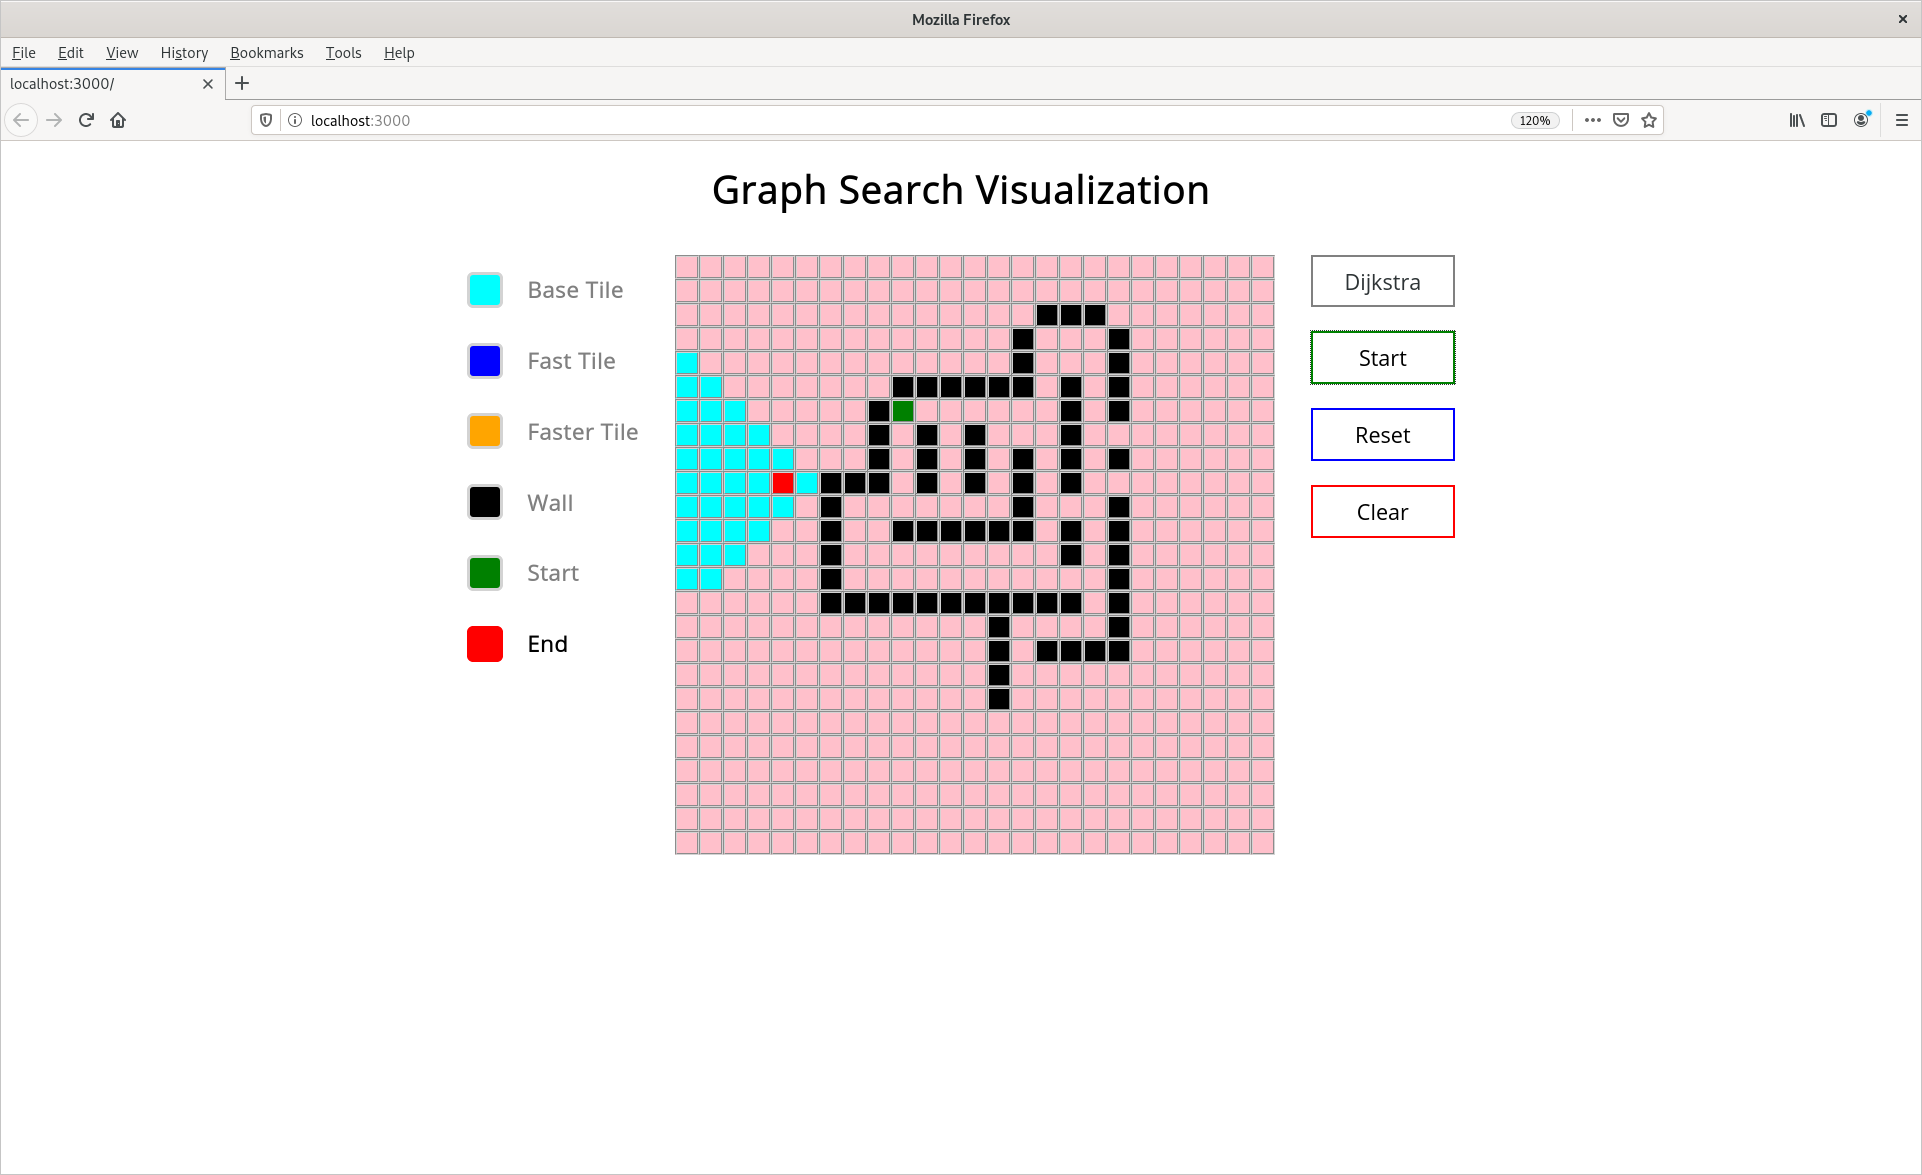 Mozilla Firefox
File Edit View History Bookmarks Tools Help
localhost:3000/
localhost:3000 120%
Graph Search Visualization
Base Tile
Fast Tile
Faster Tile
Wall
Start
End
Dijkstra
Start
Reset
Clear